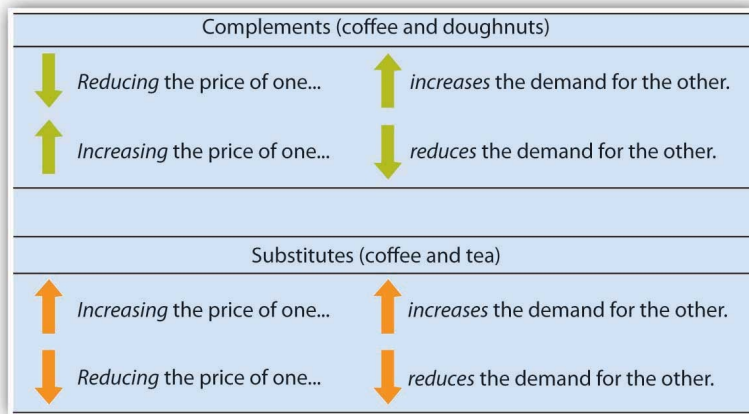 Complements (coffee and doughnuts)
Reducing the price of one... increases the demand for the other.
Increasing the price of one... reduces the demand for the other.
Substitutes (coffee and tea)
Increasing the price of one... increases the demand for the other.
Reducing the price of one... reduces the demand for the other.